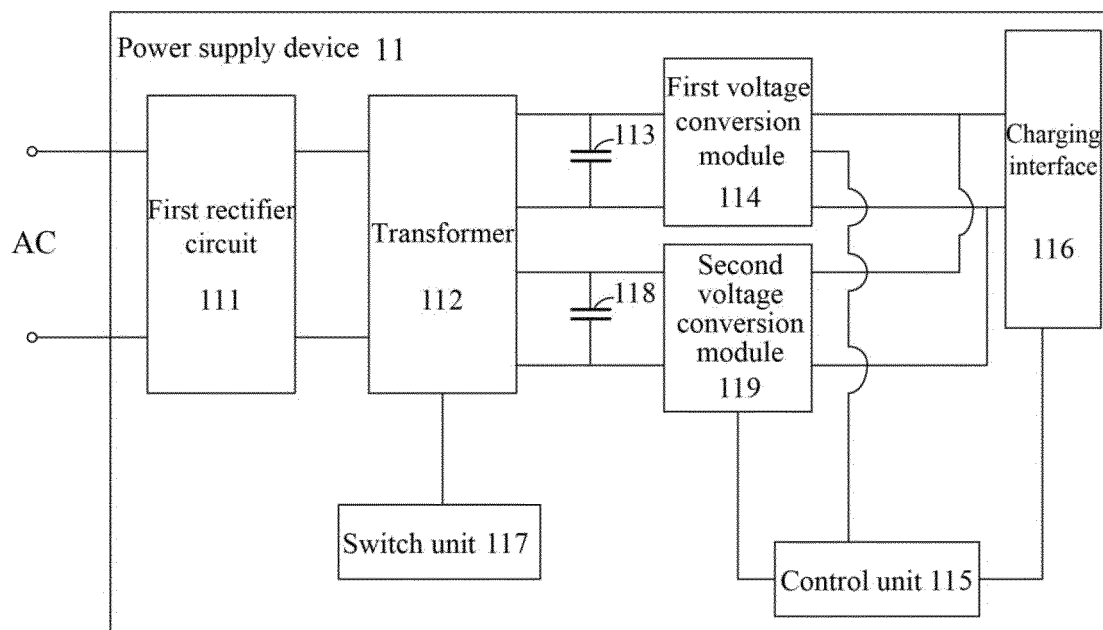 Power supply device 11
AC
First rectifier
circuit
111
Transformer
112
113
118
First voltage
conversion
module
114
Second
voltage
conversion
module
119
Charging
interface
116
Switch unit 117
Control unit 115